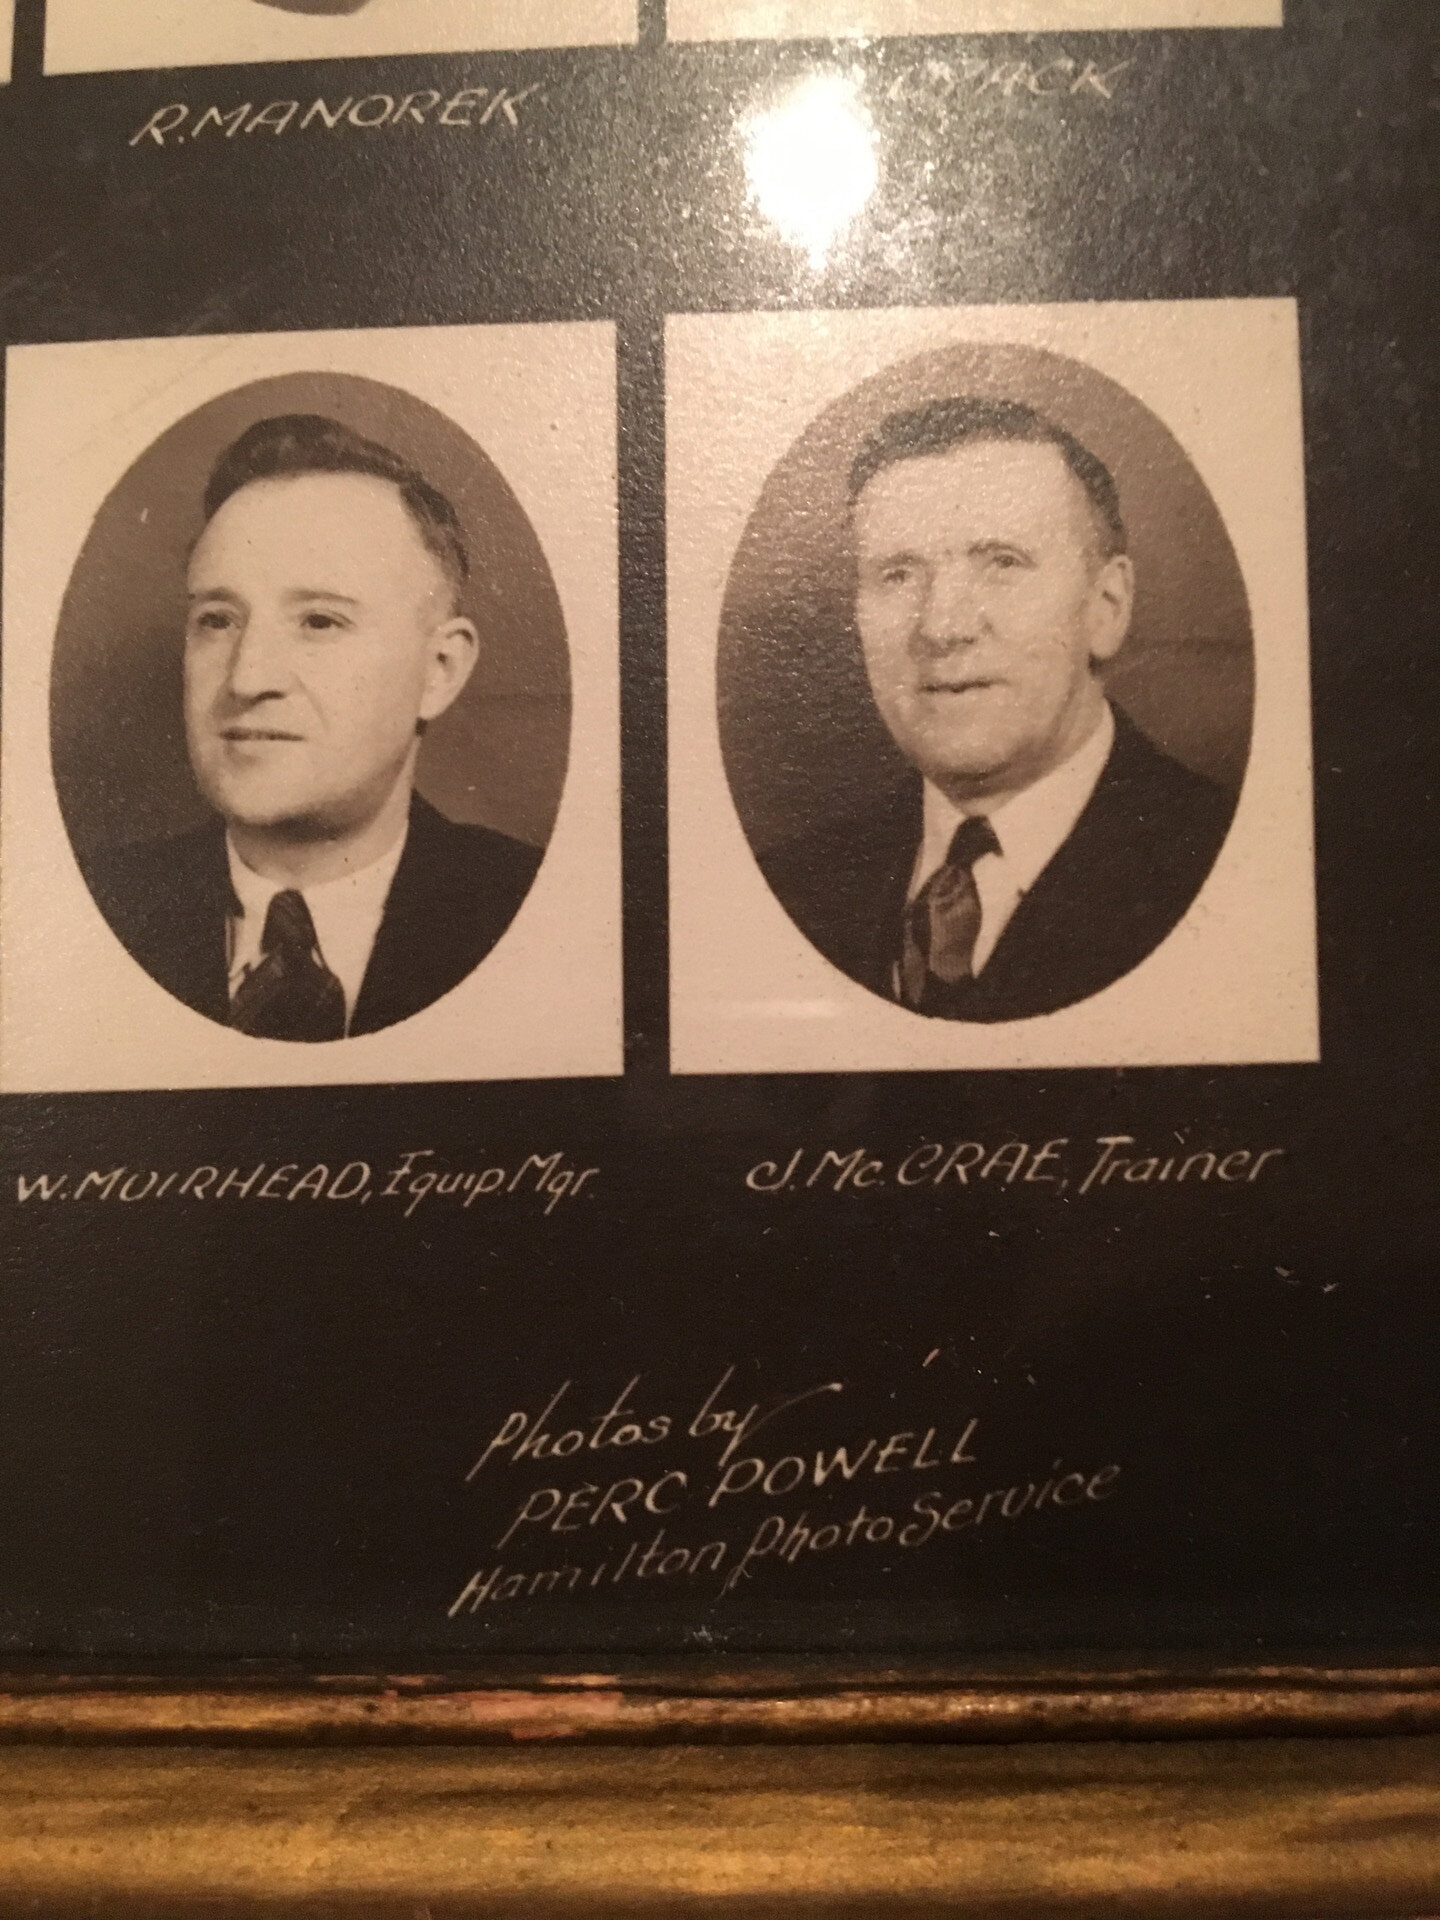 R. MANOREK
W. MUIRHEAD, Equip. Mgr.
J. Mc. CRAE, Trainer
Photos by
PERC POWELL
Hamilton Photo Service